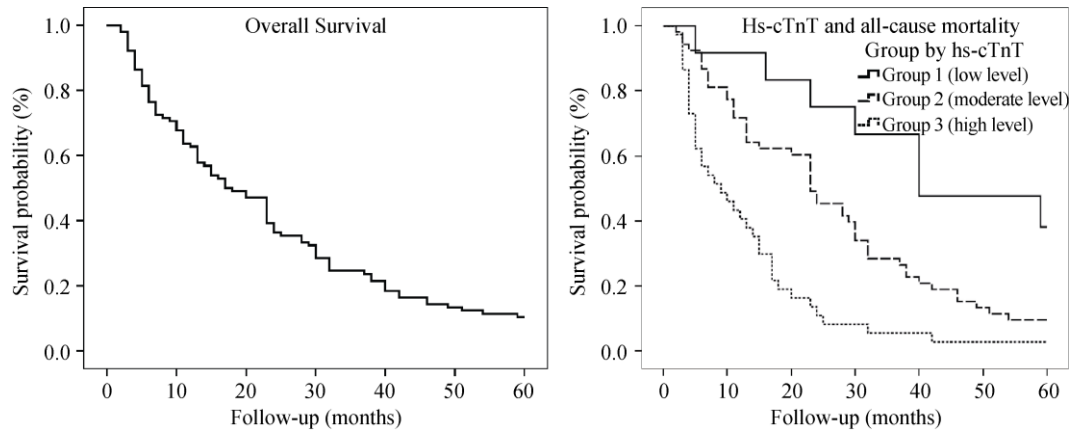 Overall Survival
Survival probability (%)
1.0
0.8
0.6
0.4
0.2
0.0
0 10 20 30 40 50 60
Follow-up (months)
Hs-cTnT and all-cause mortality
Group by hs-cTnT
Group 1 (low level)
Group 2 (moderate level)
Group 3 (high level)
Survival probability (%)
1.0
0.8
0.6
0.4
0.2
0.0
0 10 20 30 40 50 60
Follow-up (months)